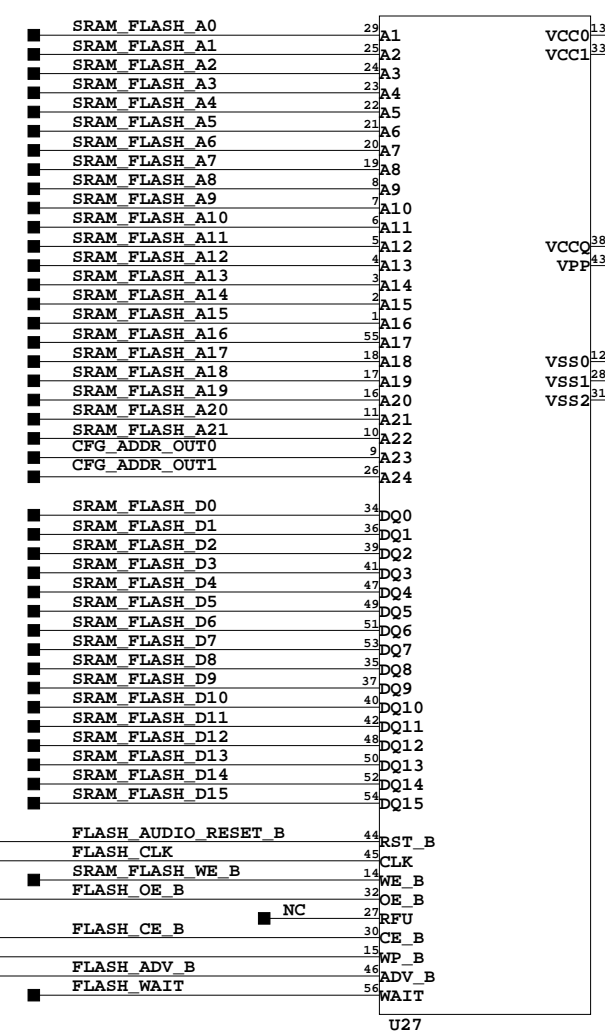 SRAM_FLASH_A0 29 A1 VCC0 13
SRAM_FLASH_A1 25 A2 VCC1 33
SRAM_FLASH_A2 24 A3
SRAM_FLASH_A3 23 A4
SRAM_FLASH_A4 22 A5
SRAM_FLASH_A5 21 A6
SRAM_FLASH_A6 20 A7
SRAM_FLASH_A7 19 A8
SRAM_FLASH_A8 8 A9
SRAM_FLASH_A9 7 A10
SRAM_FLASH_A10 6 A11
SRAM_FLASH_A11 5 A12 VCCQ 38
SRAM_FLASH_A12 4 A13 VPP 43
SRAM_FLASH_A13 3 A14
SRAM_FLASH_A14 2 A15
SRAM_FLASH_A15 1 A16
SRAM_FLASH_A16 55 A17
SRAM_FLASH_A17 18 A18 VSS0 12
SRAM_FLASH_A18 17 A19 VSS1 28
SRAM_FLASH_A19 16 A20 VSS2 31
SRAM_FLASH_A20 11 A21
SRAM_FLASH_A21 10 A22
CFG_ADDR_OUT0 9 A23
CFG_ADDR_OUT1 26 A24
SRAM_FLASH_D0 34 DQ0
SRAM_FLASH_D1 36 DQ1
SRAM_FLASH_D2 39 DQ2
SRAM_FLASH_D3 41 DQ3
SRAM_FLASH_D4 47 DQ4
SRAM_FLASH_D5 49 DQ5
SRAM_FLASH_D6 51 DQ6
SRAM_FLASH_D7 53 DQ7
SRAM_FLASH_D8 35 DQ8
SRAM_FLASH_D9 37 DQ9
SRAM_FLASH_D10 40 DQ10
SRAM_FLASH_D11 42 DQ11
SRAM_FLASH_D12 48 DQ12
SRAM_FLASH_D13 50 DQ13
SRAM_FLASH_D14 52 DQ14
SRAM_FLASH_D15 54 DQ15
FLASH_AUDIO_RESET_B 44 RST_B
FLASH_CLK 45 CLK
SRAM_FLASH_WE_B 14 WE_B
FLASH_OE_B 32 OE_B
NC 27 RFU
FLASH_CE_B 30 CE_B
15 WP_B
FLASH_ADV_B 46 ADV_B
FLASH_WAIT 56 WAIT
U27